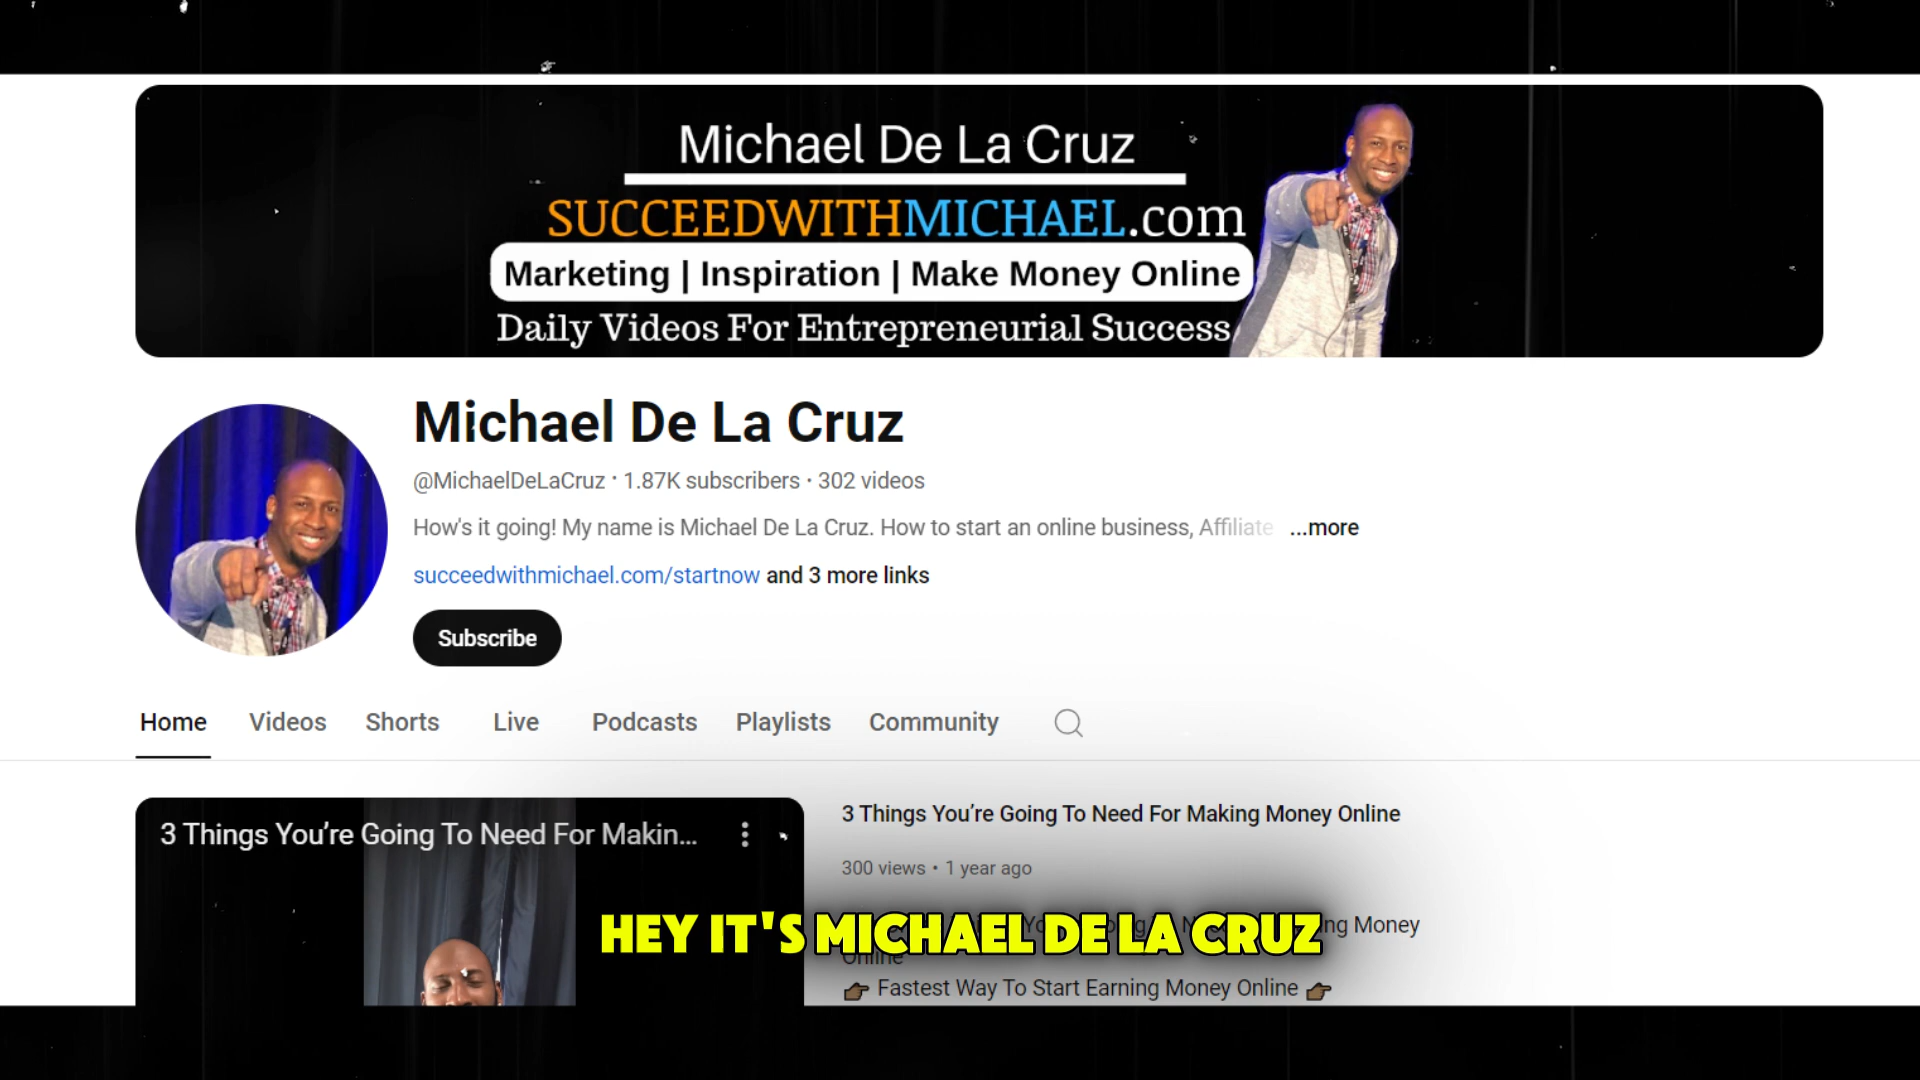 Michael De La Cruz
SUCCEEDWITHMICHAEL.com
Marketing | Inspiration | Make Money Online
Daily Videos For Entrepreneurial Success
Michael De La Cruz
@MichaelDeLaCruz · 1.87K subscribers · 302 videos
How's it going! My name is Michael De La Cruz. How to start an online business, Affiliate ...more
succeedwithmichael.com/startnow and 3 more links
Subscribe
Home Videos Shorts Live Podcasts Playlists Community
3 Things You’re Going To Need For Makin...
3 Things You’re Going To Need For Making Money Online
300 views • 1 year ago
Money
Online
HEY IT'S MICHAEL DE LA CRUZ
👉🏾 Fastest Way To Start Earning Money Online 👉🏾